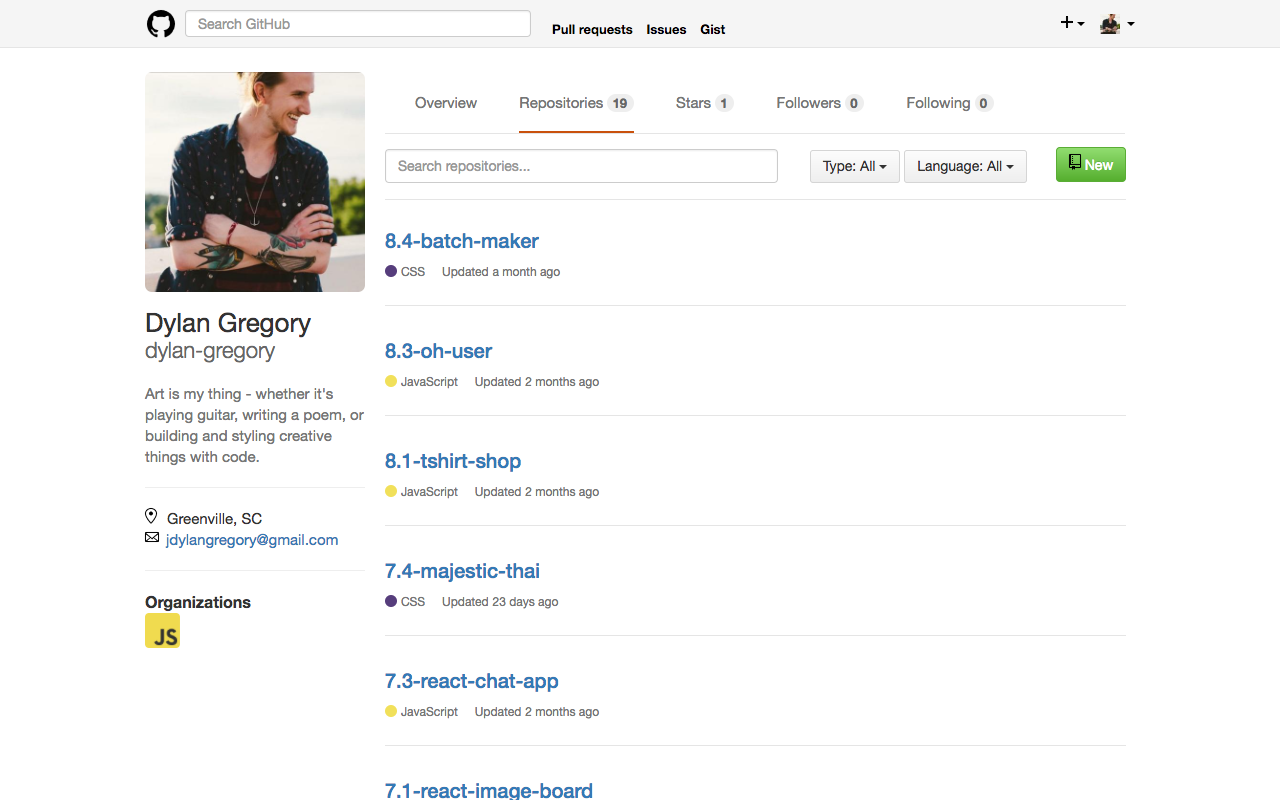 Search GitHub
Pull requests Issues Gist
Overview Repositories 19 Stars 1 Followers 0 Following 0
Search repositories...
Type: All Language: All New
Dylan Gregory
dylan-gregory
Art is my thing - whether it's
playing guitar, writing a poem, or
building and styling creative
things with code.
Greenville, SC
jdylangregory@gmail.com
Organizations
JS
8.4-batch-maker
CSS Updated a month ago
8.3-oh-user
JavaScript Updated 2 months ago
8.1-tshirt-shop
JavaScript Updated 2 months ago
7.4-majestic-thai
CSS Updated 23 days ago
7.3-react-chat-app
JavaScript Updated 2 months ago
7.1-react-image-board